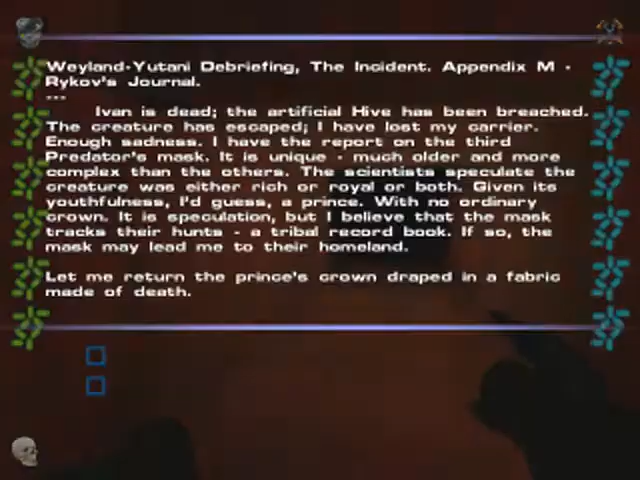 Weyland-Yutani Debriefing, The Incident. Appendix M -
Rykov's Journal.
---
Ivan is dead; the artificial Hive has been breached.
The creature has escaped; I have lost my carrier.
Enough sadness. I have the report on the third
Predator's mask. It is unique - much older and more
complex than the others. The scientists speculate the
creature was either rich or royal or both. Given its
youthfulness, I'd guess, a prince. With no ordinary
crown. It is speculation, but I believe that the mask
tracks their hunts - a tribal record book. If so, the
mask may lead me to their homeland.
Let me return the prince's crown draped in a fabric
made of death.